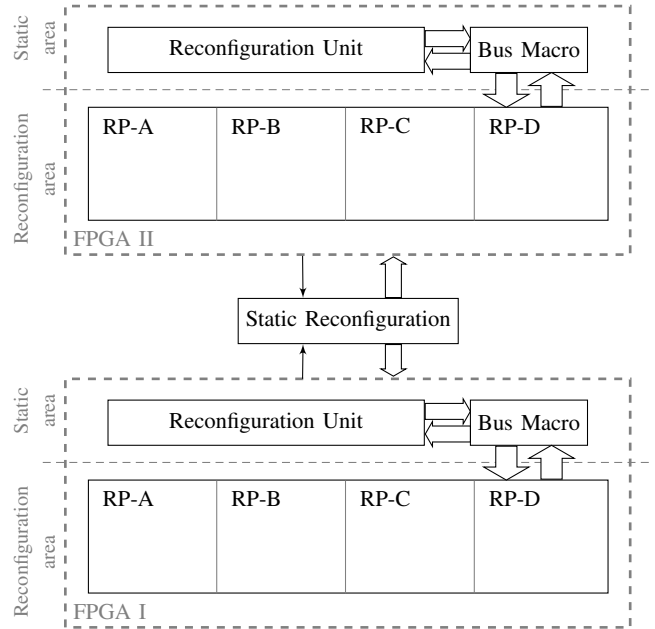 Static
area
Reconfiguration Unit
Bus Macro
Reconfiguration
area
RP-A
RP-B
RP-C
RP-D
FPGA II
Static Reconfiguration
Static
area
Reconfiguration Unit
Bus Macro
Reconfiguration
area
RP-A
RP-B
RP-C
RP-D
FPGA I